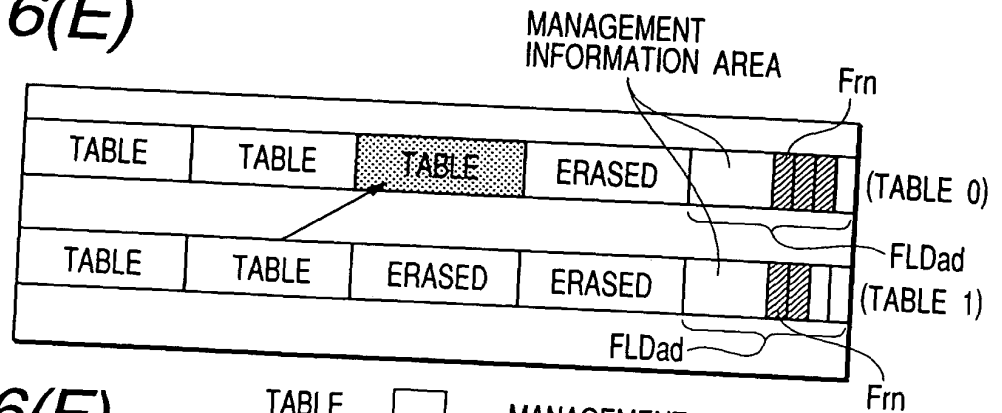 6(E)
MANAGEMENT
INFORMATION AREA
Frn
TABLE TABLE TABLE ERASED (TABLE 0)
FLDad
TABLE TABLE ERASED ERASED (TABLE 1)
FLDad
Frn
6(F)
TABLE MANAGEMENT